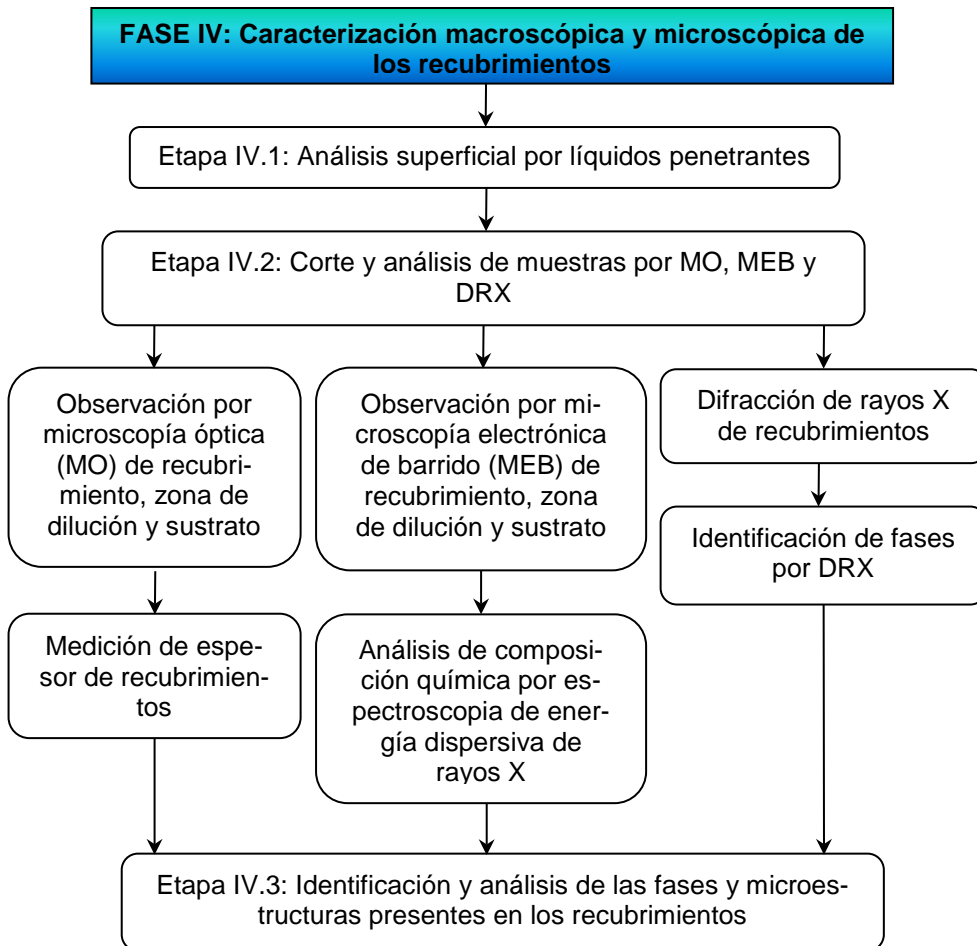 FASE IV: Caracterización macroscópica y microscópica de
los recubrimientos
Etapa IV.1: Análisis superficial por líquidos penetrantes
Etapa IV.2: Corte y análisis de muestras por MO, MEB y
DRX
Observación por
microscopía óptica
(MO) de recubri-
miento, zona de
dilución y sustrato
Medición de espe-
sor de recubrimien-
tos
Observación por mi-
croscopía electrónica
de barrido (MEB) de
recubrimiento, zona
de dilución y sustrato
Análisis de composi-
ción química por es-
pectroscopia de ener-
gía dispersiva de
rayos X
Difracción de rayos X
de recubrimientos
Identificación de fases
por DRX
Etapa IV.3: Identificación y análisis de las fases y microes-
tructuras presentes en los recubrimientos